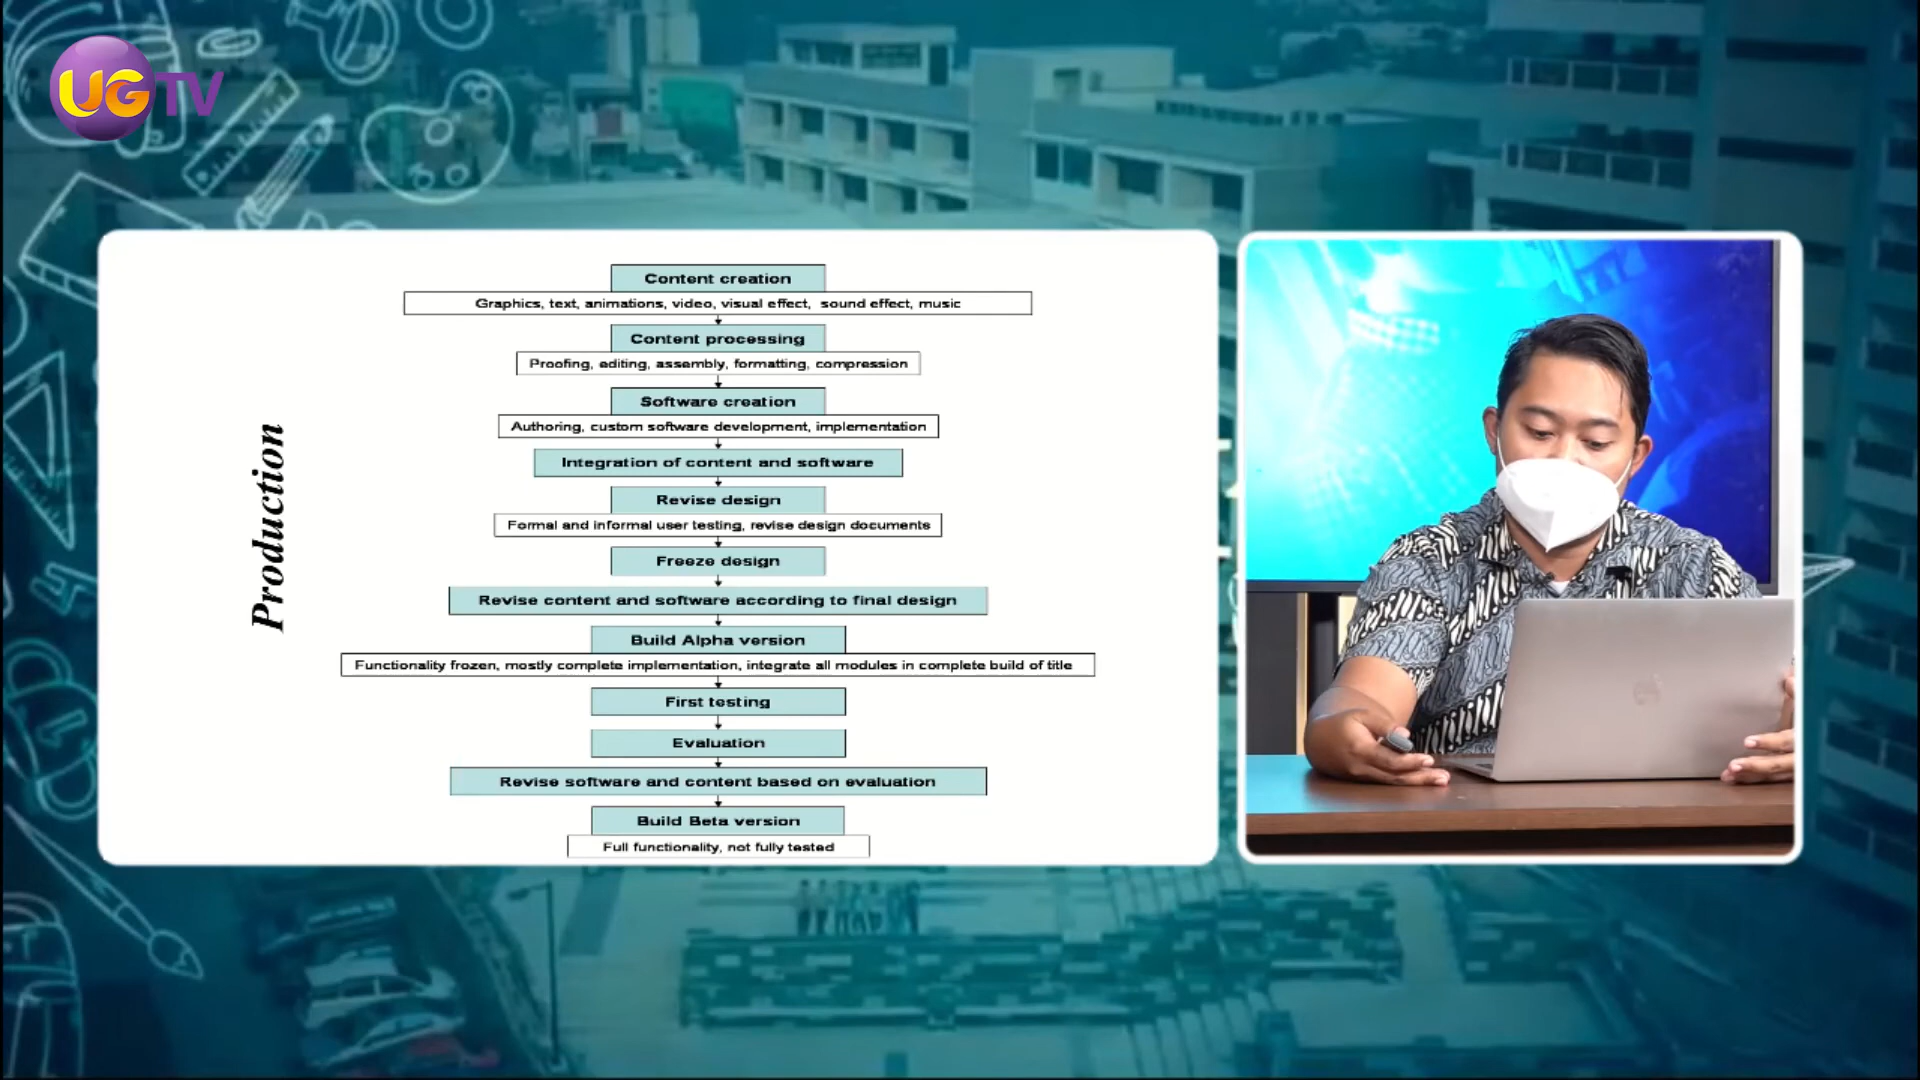 UGTV
Production
Content creation
Graphics, text, animations, video, visual effect, sound effect, music
Content processing
Proofing, editing, assembly, formatting, compression
Software creation
Authoring, custom software development, implementation
Integration of content and software
Revise design
Formal and informal user testing, revise design documents
Freeze design
Revise content and software according to final design
Build Alpha version
Functionality frozen, mostly complete implementation, integrate all modules in complete build of title
First testing
Evaluation
Revise software and content based on evaluation
Build Beta version
Full functionality, not fully tested